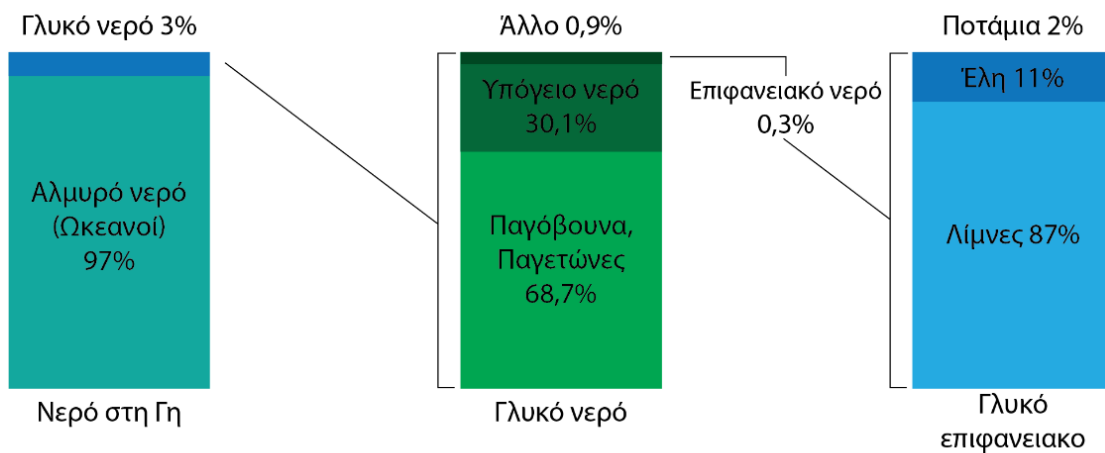 Γλυκό νερό 3%
Αλμυρό νερό
(Ωκεανοί)
97%
Νερό στη Γη
Άλλο 0,9%
Υπόγειο νερό
30,1%
Παγόβουνα,
Παγετώνες
68,7%
Γλυκό νερό
Επιφανειακό νερό
0,3%
Ποτάμια 2%
Έλη 11%
Λίμνες 87%
Γλυκό
επιφανειακο